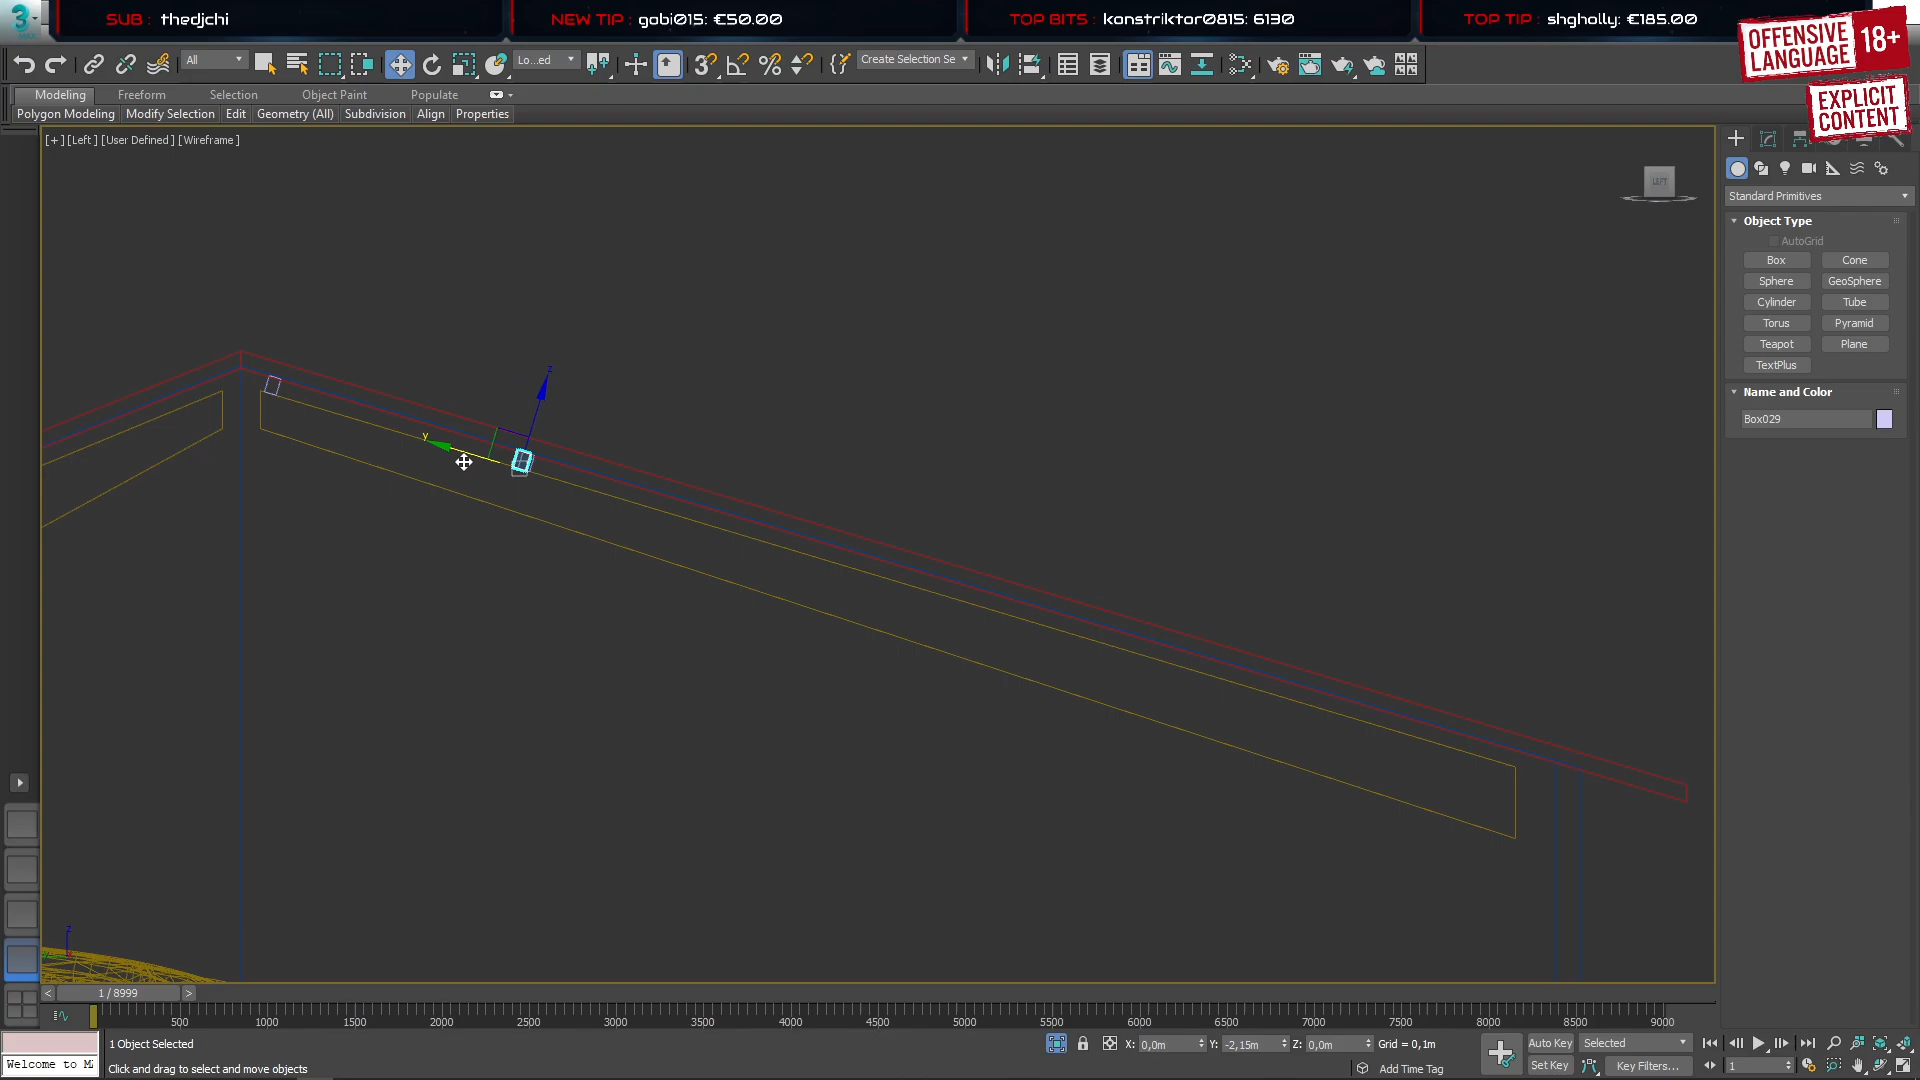 SUB : thedjchi
NEW TIP : gobi015: €50.00
TOP BITS : konstriktor0815: 6130
TOP TIP : shgholly: €185.00
OFFENSIVE LANGUAGE 18+
EXPLICIT CONTENT
3
All
Lo...ed
Create Selection Se
Modeling
Freeform
Selection
Object Paint
Populate
Polygon Modeling
Modify Selection
Edit
Geometry (All)
Subdivision
Align
Properties
[+] [Left] [User Defined] [Wireframe]
LEFT
z
y
Standard Primitives
Object Type
AutoGrid
Box
Cone
Sphere
GeoSphere
Cylinder
Tube
Torus
Pyramid
Teapot
Plane
TextPlus
Name and Color
Box029
z
< 1 / 8999 >
500 1000 1500 2000 2500 3000 3500 4000 4500 5000 5500 6000 6500 7000 7500 8000 8500 9000
1 Object Selected
X: 0,0m Y: -2,15m Z: 0,0m Grid = 0,1m
Auto Key
Selected
Welcome to M
Click and drag to select and move objects
Add Time Tag
Set Key
Key Filters...
1